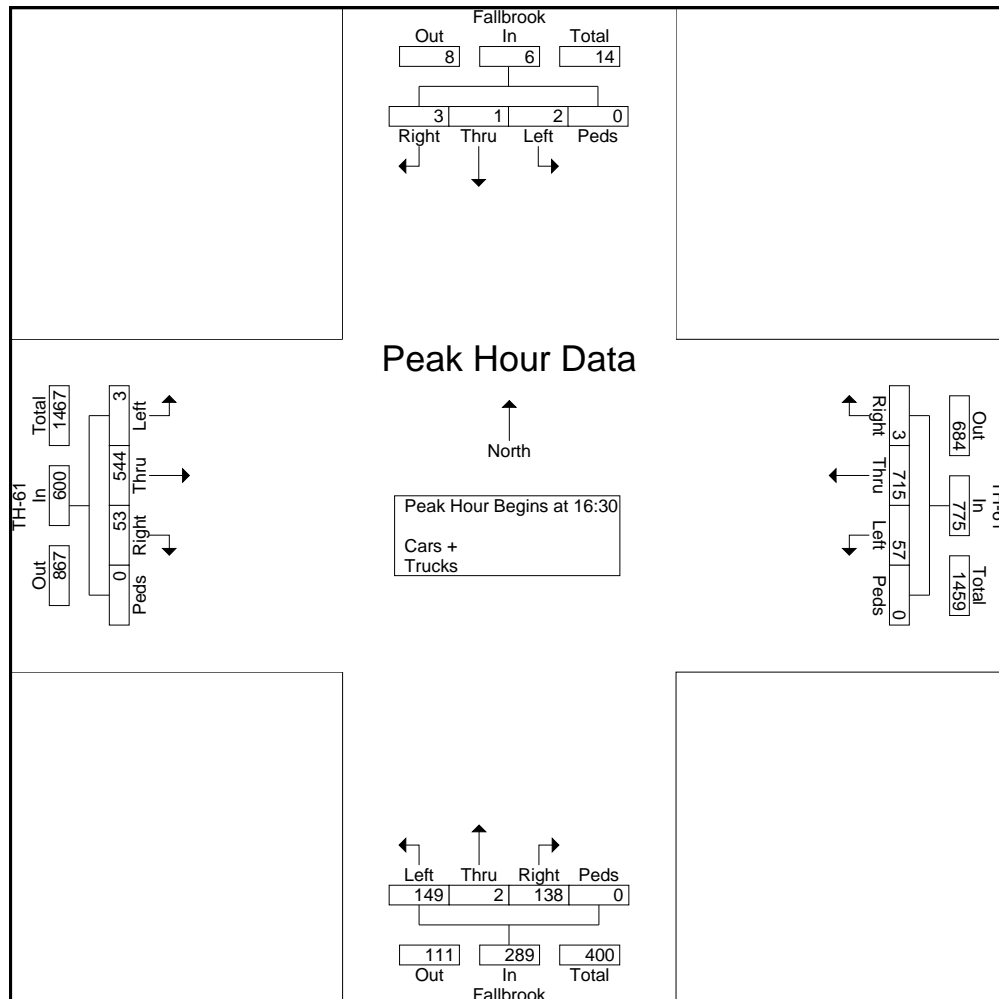 Fallbrook
Out In Total
8 6 14
3 1 2 0
Right Thru Left Peds
Peak Hour Data
North
Peak Hour Begins at 16:30
Cars +
Trucks
TH-61
Total In Out
1467 600 867
3 544 53 0
Left Thru Right Peds
Out In Total
684 775 1459
3 715 57 0
Right Thru Left Peds
Left Thru Right Peds
149 2 138 0
111 289 400
Out In Total
Fallbrook